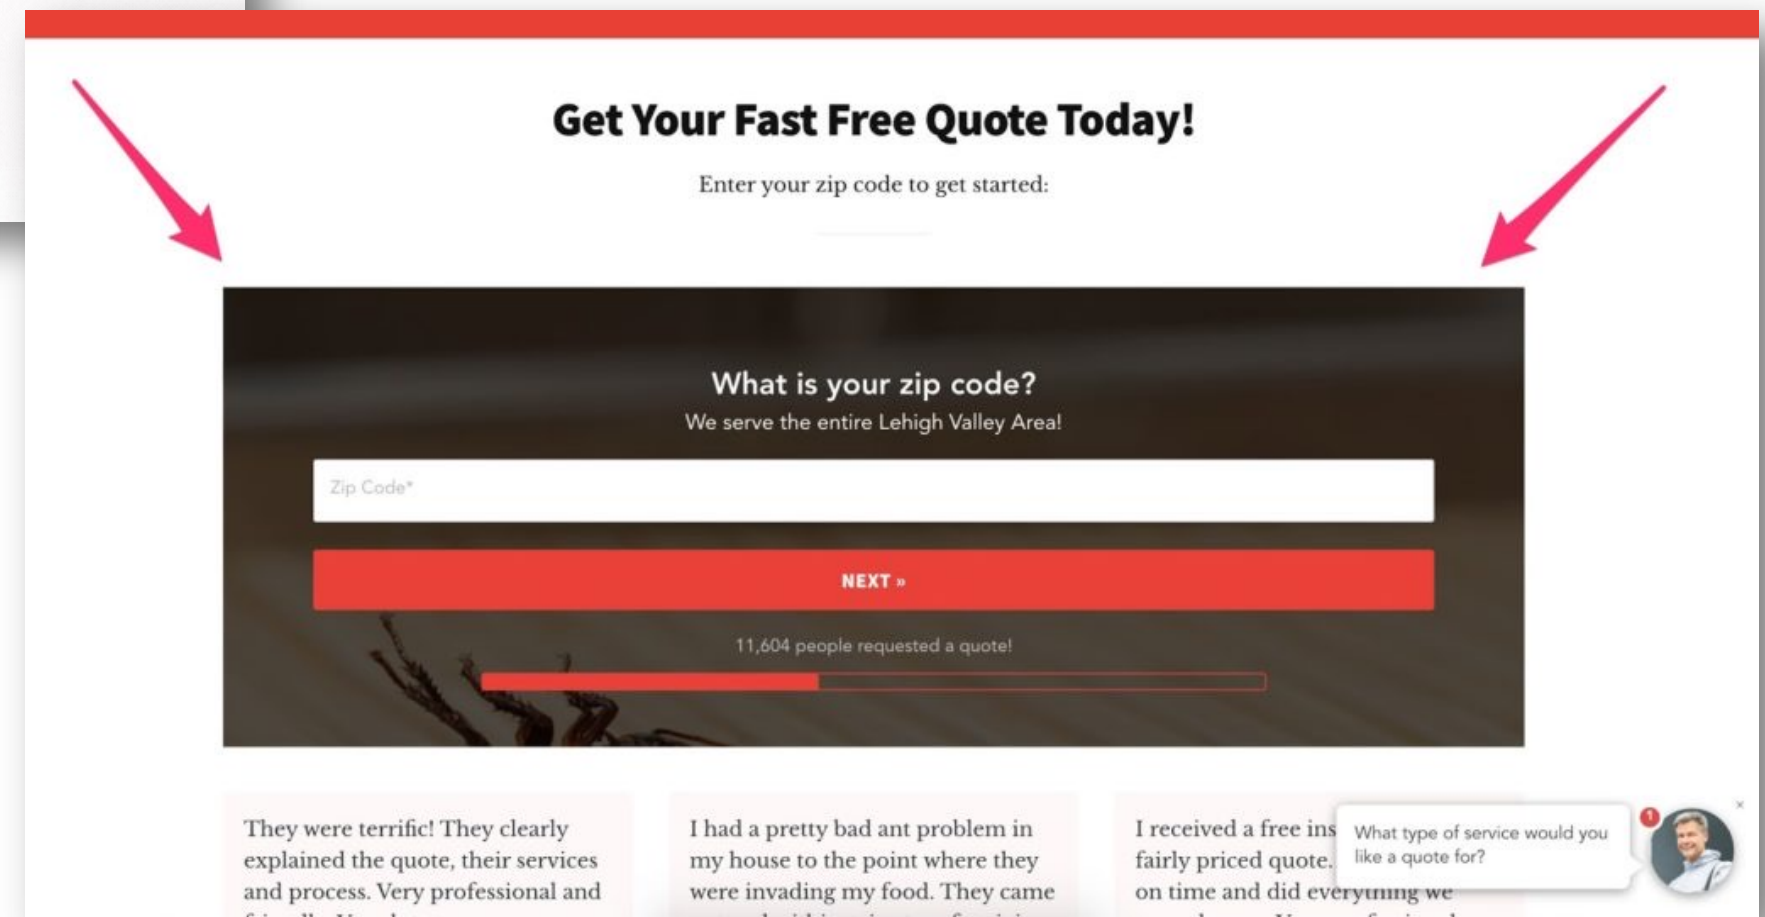 Get Your Fast Free Quote Today!
Enter your zip code to get started:
What is your zip code?
We serve the entire Lehigh Valley Area!
Zip Code*
NEXT »
11,604 people requested a quote!
They were terrific! They clearly
explained the quote, their services
and process. Very professional and
I had a pretty bad ant problem in
my house to the point where they
were invading my food. They came
I received a free ins
fairly priced quote.
on time and did everything we
1
×
What type of service would you
like a quote for?